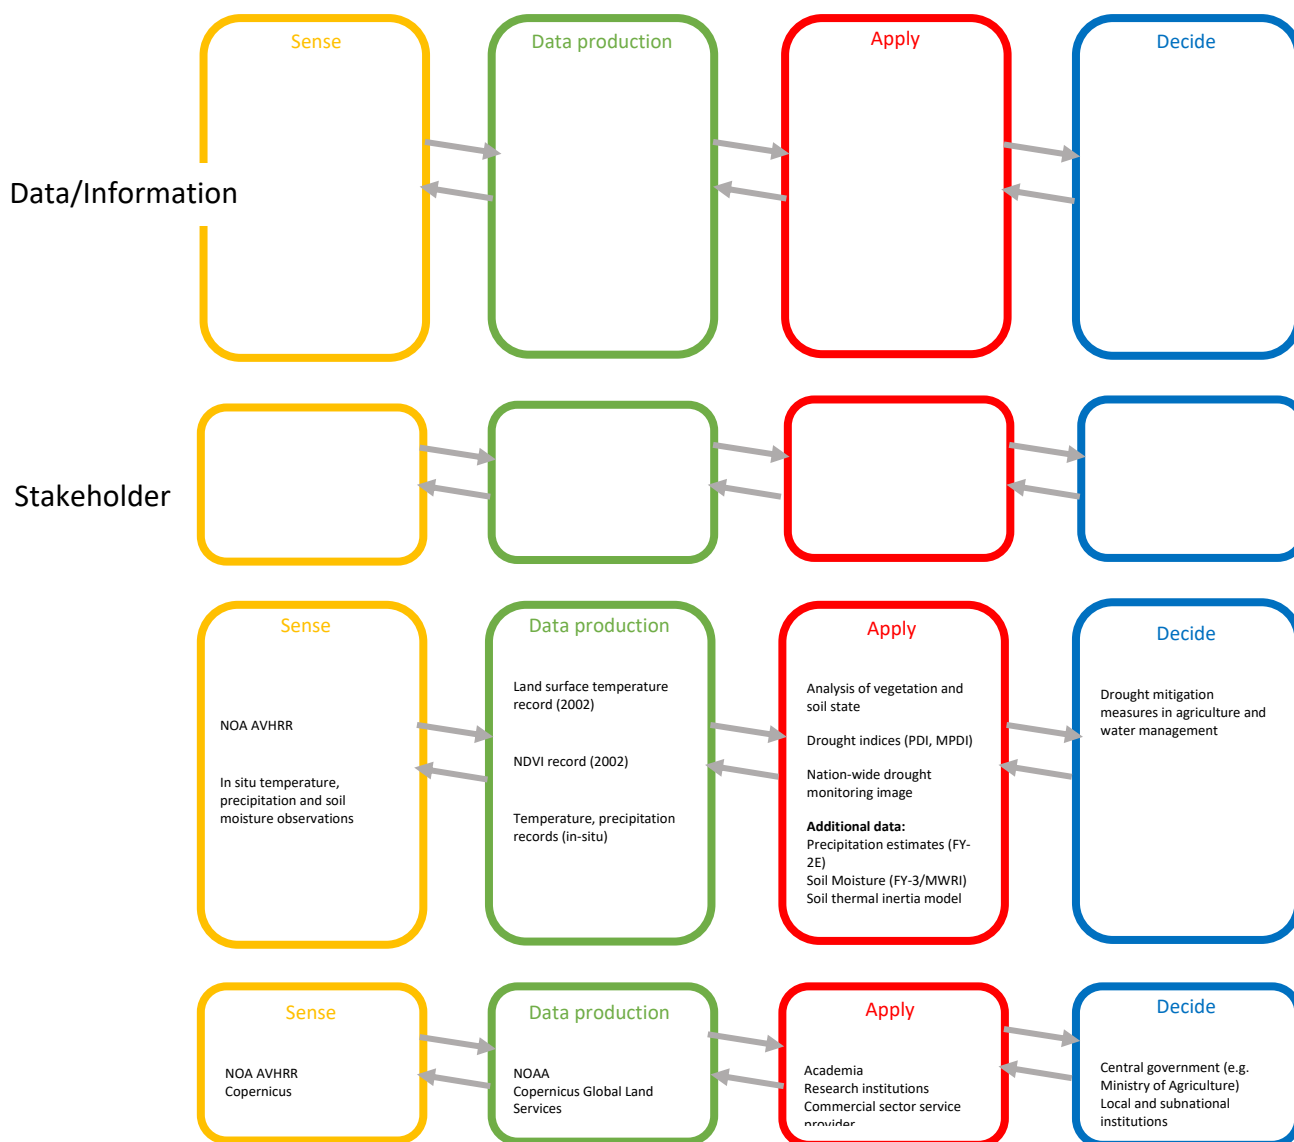 Sense
Data production
Apply
Decide
Data/Information
Stakeholder
Sense
NOA AVHRR
In situ temperature,
precipitation and soil
moisture observations
Data production
Land surface temperature
record (2002)
NDVI record (2002)
Temperature, precipitation
records (in-situ)
Apply
Analysis of vegetation and
soil state
Drought indices (PDI, MPDI)
Nation-wide drought
monitoring image
Additional data:
Precipitation estimates (FY-
2E)
Soil Moisture (FY-3/MWRI)
Soil thermal inertia model
Decide
Drought mitigation
measures in agriculture and
water management
Sense
NOA AVHRR
Copernicus
Data production
NOAA
Copernicus Global Land
Services
Apply
Academia
Research institutions
Commercial sector service
provider
Decide
Central government (e.g.
Ministry of Agriculture)
Local and subnational
institutions